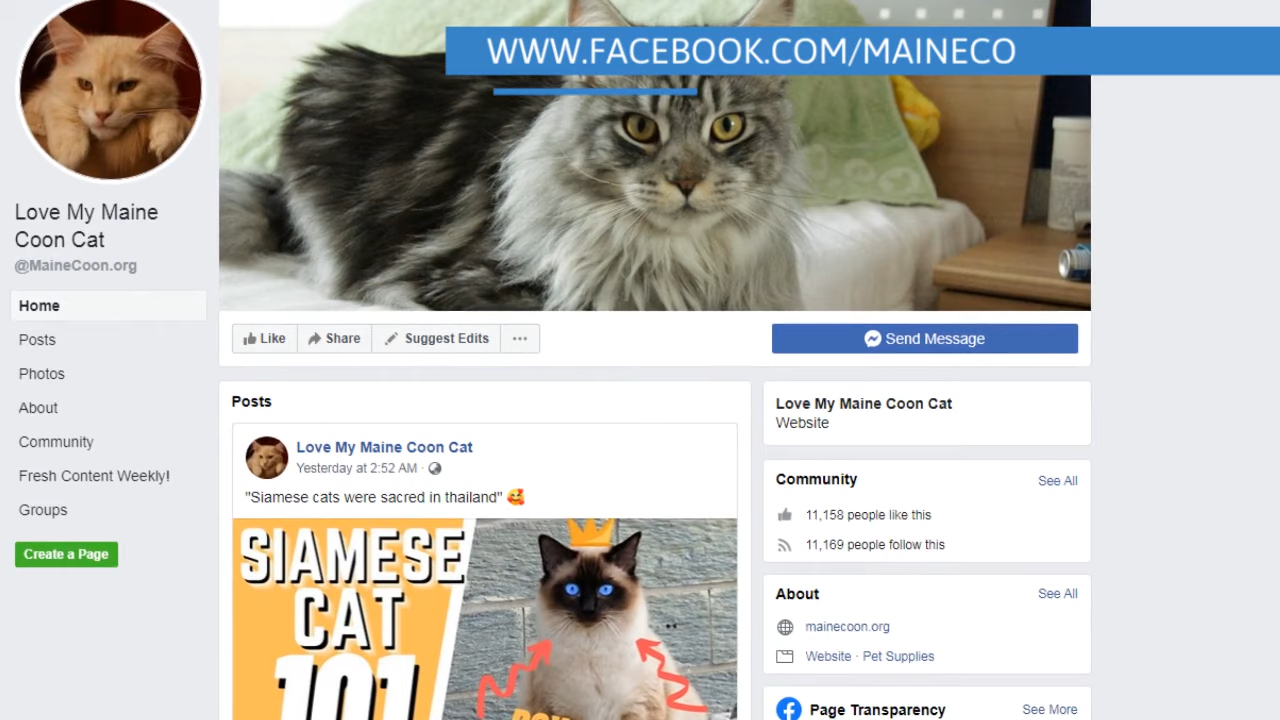 WWW.FACEBOOK.COM/MAINECO
Love My Maine
Coon Cat
@MaineCoon.org
Home
Posts
Photos
About
Community
Fresh Content Weekly!
Groups
Create a Page
Like
Share
Suggest Edits
Send Message
Posts
Love My Maine Coon Cat
Yesterday at 2:52 AM ·
"Siamese cats were sacred in thailand" 🥰
SIAMESE
CAT
101
Love My Maine Coon Cat
Website
Community
See All
11,158 people like this
11,169 people follow this
About
See All
mainecoon.org
Website · Pet Supplies
Page Transparency
See More